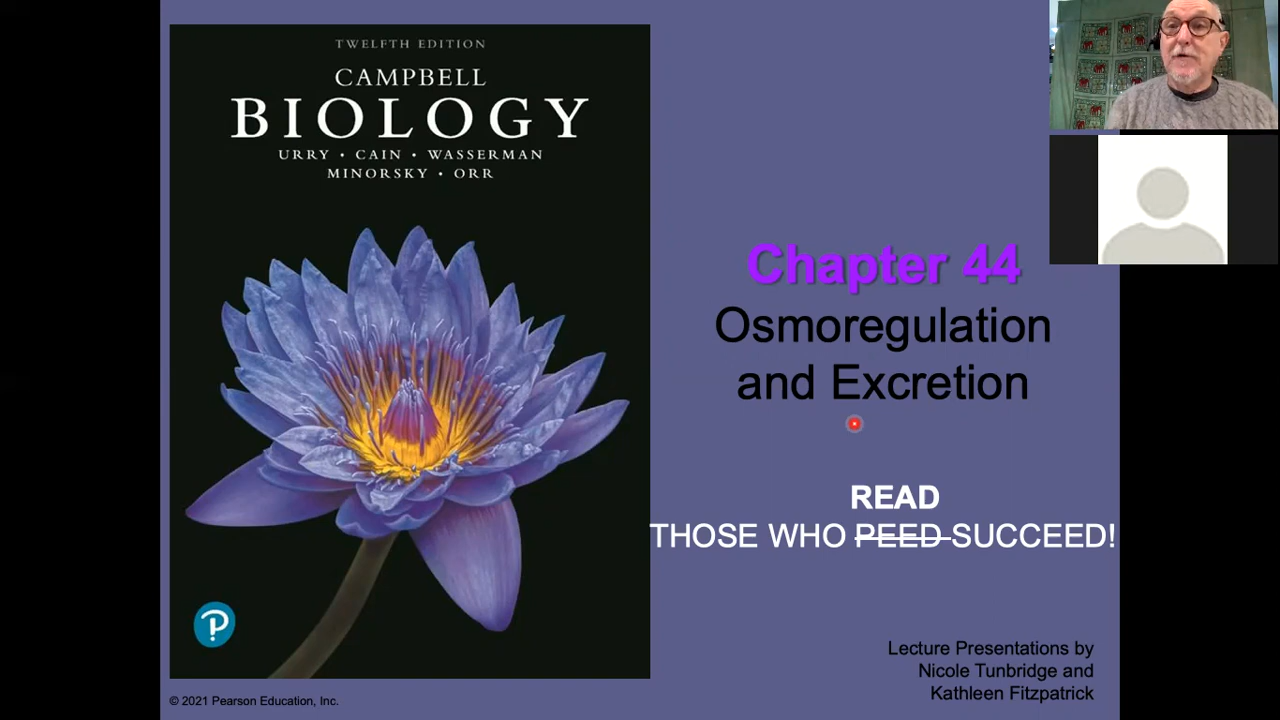 TWELFTH EDITION
CAMPBELL
BIOLOGY
URRY • CAIN • WASSERMAN
MINORSKY • ORR
Chapter 44
Osmoregulation
and Excretion
READ
THOSE WHO PEED SUCCEED!
P
Lecture Presentations by
Nicole Tunbridge and
Kathleen Fitzpatrick
© 2021 Pearson Education, Inc.